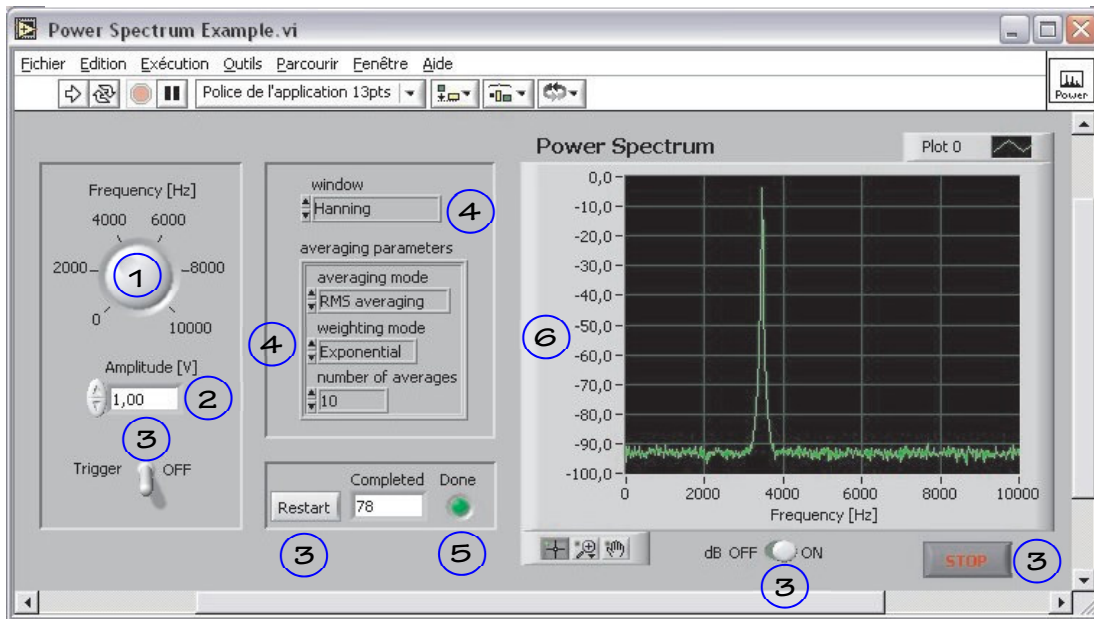 Power Spectrum Example.vi
Fichier Edition Exécution Outils Parcourir Fenêtre Aide
Police de l'application 13pts
Power
Frequency [Hz]
4000 6000
2000 8000
0 10000
1
Amplitude [V]
1,00
2
3
Trigger OFF
window
Hanning
4
averaging parameters
averaging mode
RMS averaging
weighting mode
4
Exponential
number of averages
10
Completed Done
Restart 78
3
5
Power Spectrum
Plot 0
0,0
-10,0
-20,0
-30,0
-40,0
-50,0
6
-60,0
-70,0
-80,0
-90,0
-100,0
0 2000 4000 6000 8000 10000
Frequency [Hz]
dB OFF ON
3
STOP
3